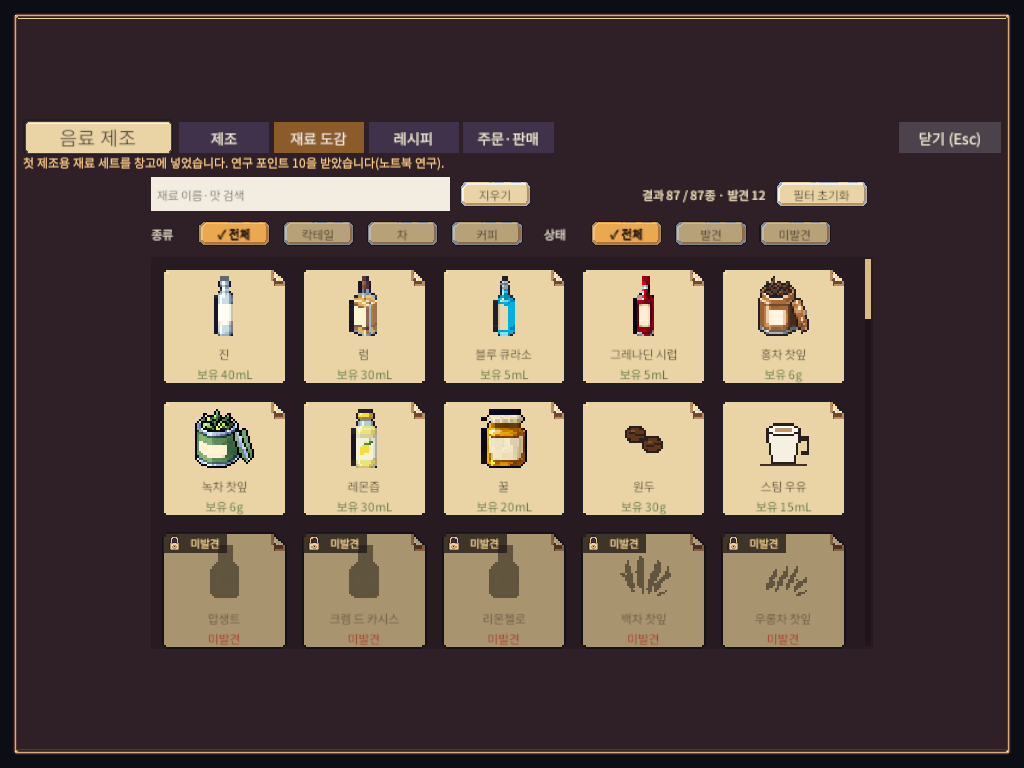 음료 제조 제조 재료 도감 레시피 주문·판매 닫기 (Esc)
첫 제조용 재료 세트를 창고에 넣었습니다. 연구 포인트 10을 받았습니다(노트북 연구).
재료 이름·맛 검색 지우기 결과 87 / 87종 · 발견 12 필터 초기화
종류 ✓전체 칵테일 차 커피 상태 ✓전체 발견 미발견
진 럼 블루 큐라소 그레나딘 시럽 홍차 찻잎
보유 40mL 보유 30mL 보유 5mL 보유 5mL 보유 6g
녹차 찻잎 레몬즙 꿀 원두 스팀 우유
보유 6g 보유 30mL 보유 20mL 보유 30g 보유 15mL
미발견 미발견 미발견 미발견 미발견
압생트 크렘 드 카시스 리몬첼로 백차 찻잎 우롱차 찻잎
미발견 미발견 미발견 미발견 미발견